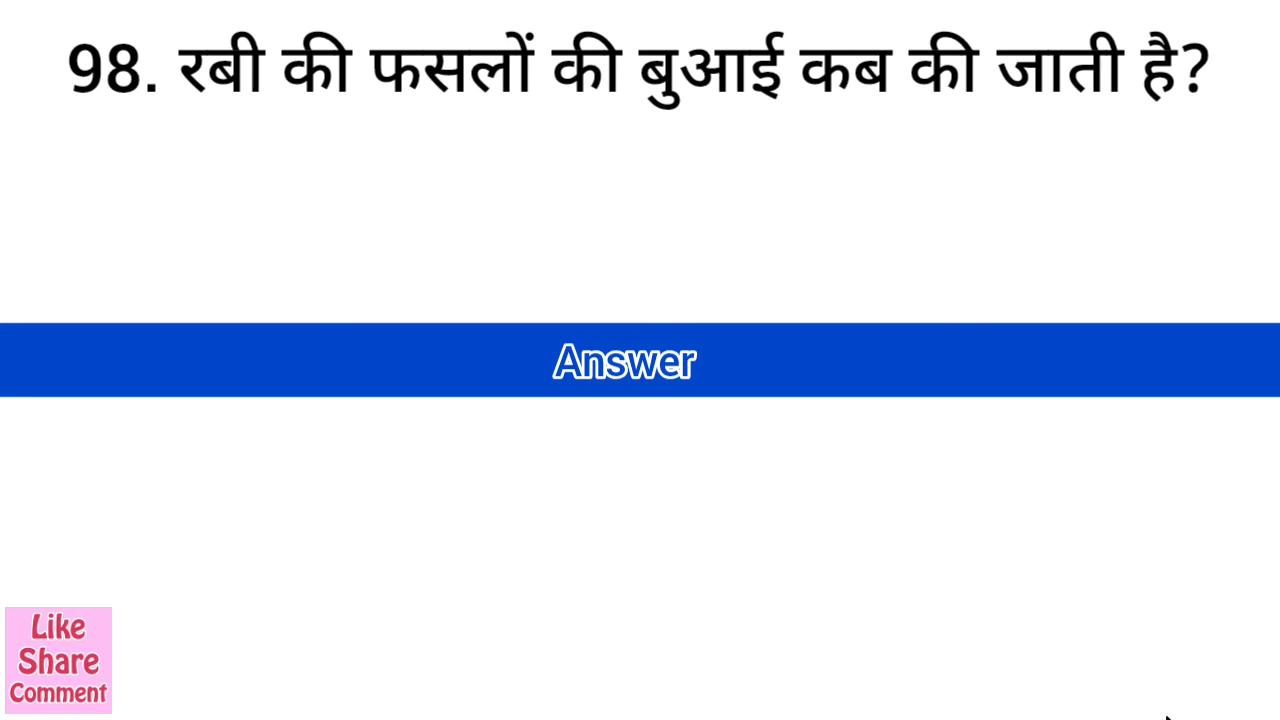 98. रबी की फसलों की बुआई कब की जाती है?
Answer
Like
Share
Comment